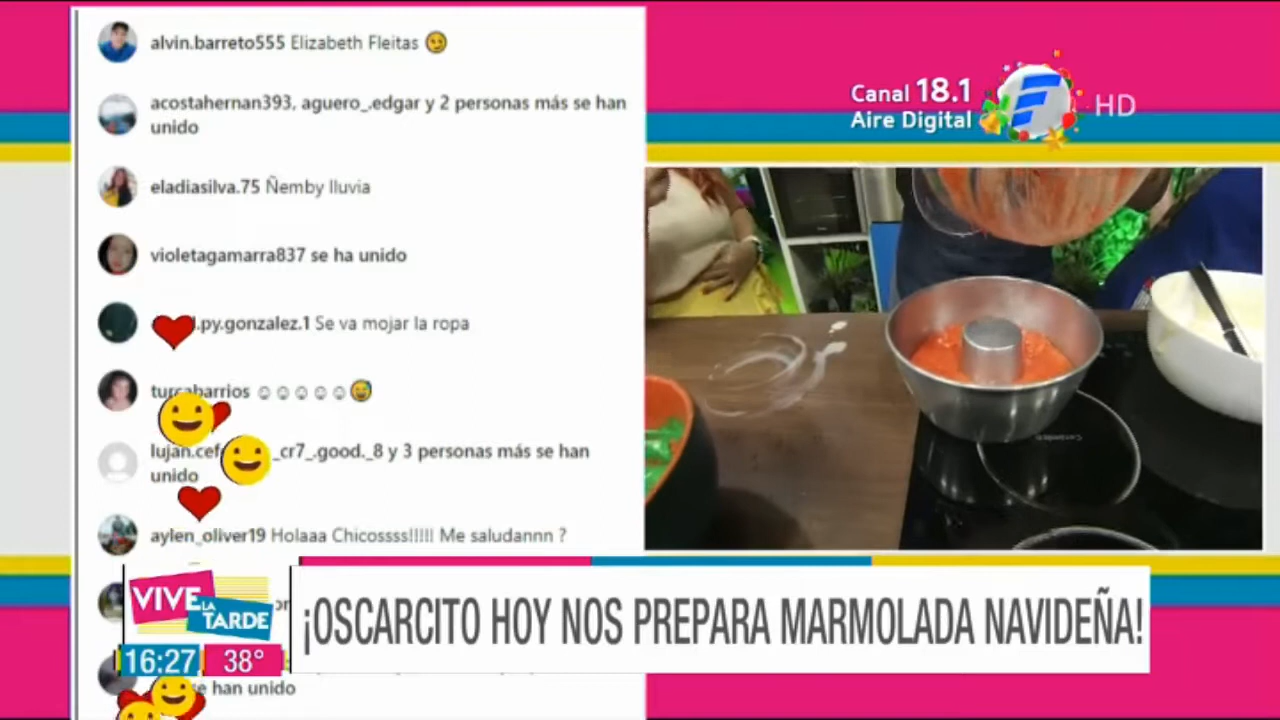 alvin.barreto555 Elizabeth Fleitas
acostahernan393, aguero_.edgar y 2 personas más se han
unido
eladiasilva.75 Ñemby lluvia
violetagamarra837 se ha unido
.py.gonzalez.1 Se va mojar la ropa
turcabarrios
_cr7_.good._8 y 3 personas más se han
unido
aylen_oliver19 Holaaa Chicossss!!!!! Me saludannn ?
se han unido
Canal 18.1
Aire Digital
HD
VIVE
LA
TARDE
16:27 38°
¡OSCARCITO HOY NOS PREPARA MARMOLADA NAVIDEÑA!